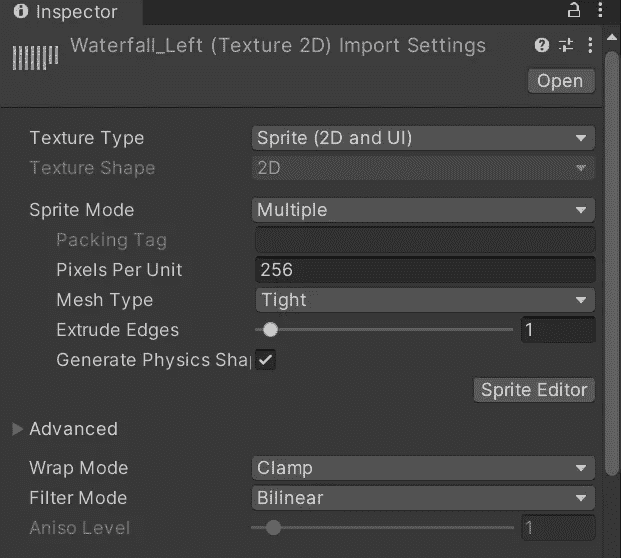 Inspector
Waterfall_Left (Texture 2D) Import Settings
Open
Texture Type Sprite (2D and UI)
Texture Shape 2D
Sprite Mode Multiple
Packing Tag
Pixels Per Unit 256
Mesh Type Tight
Extrude Edges 1
Generate Physics Sha
Sprite Editor
Advanced
Wrap Mode Clamp
Filter Mode Bilinear
Aniso Level 1